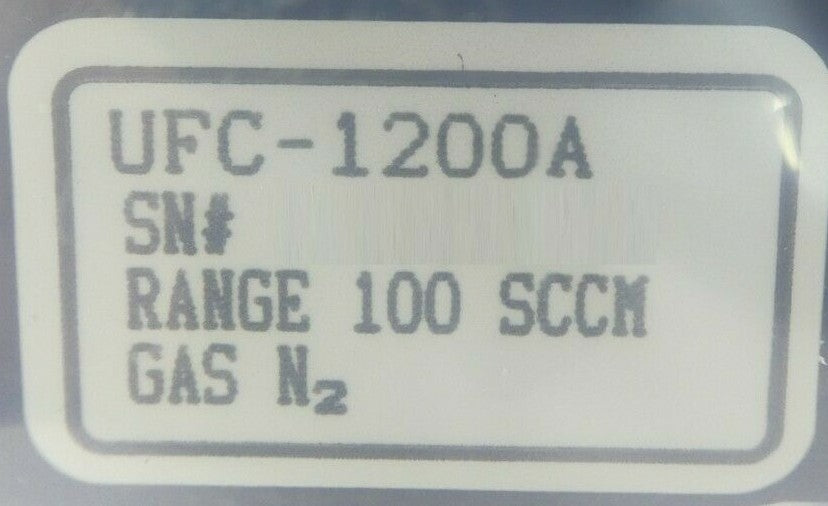 UFC-1200A
SN#
RANGE 100 SCCM
GAS N₂